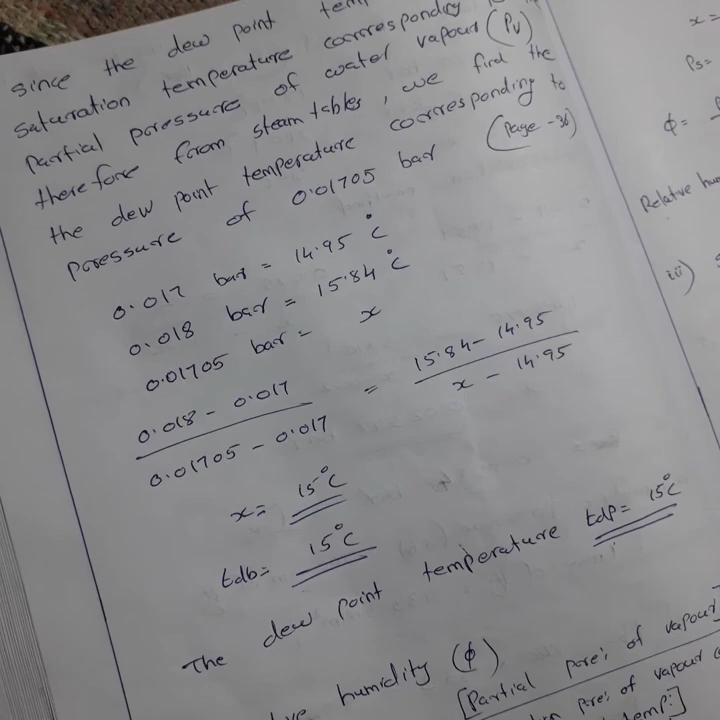 since the dew point tem
saturation temperature corresponding
partial pressure of water vapour (Pv)
therefore from steam tables, we find the
the dew point temperature corresponding to
pressure of 0.01705 bar (Page - 36)
0.017 bar = 14.95 °C
0.018 bar = 15.84 °C
0.01705 bar = x
0.018 - 0.017 = 15.84 - 14.95
0.01705 - 0.017 x - 14.95
x = 15°C
tdb = 15°C
The dew point temperature tdp = 15°C
humidity (ϕ)
[Partial pre: of vapour]
pre: of vapour
temp:]
x =
Ps =
ϕ =
Relative hum
iii)